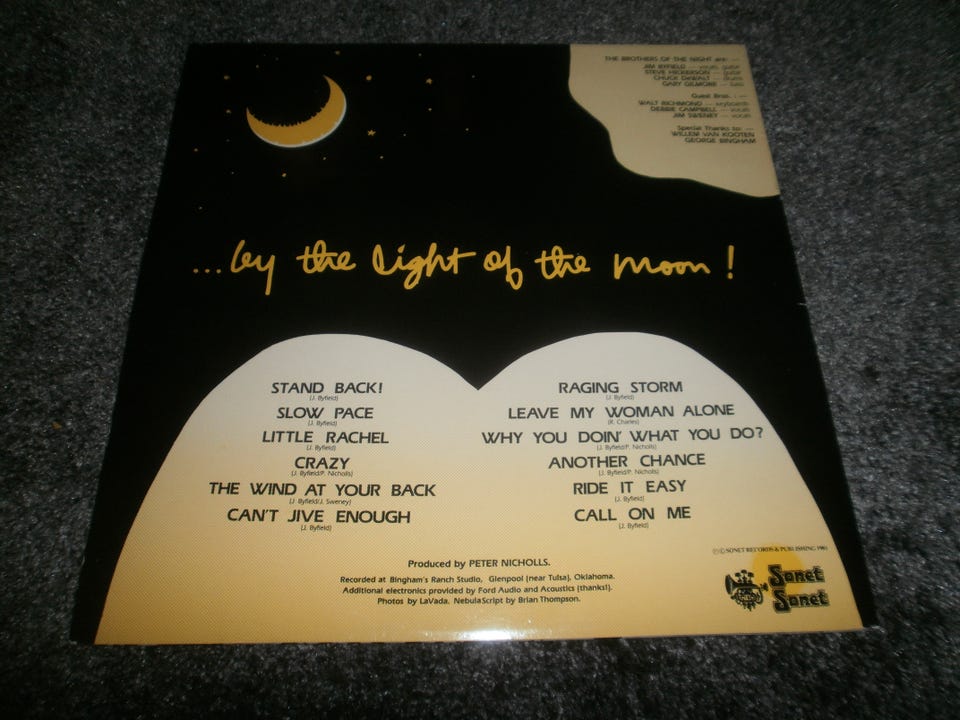 THE BROTHERS OF THE NIGHT are: —
JIM BYFIELD — vocals, guitar
STEVE HICKERSON — guitar
CHUCK DeWALT — drums
GARY GILMORE — bass
Guest Bros. : —
WALT RICHMOND — keyboards
DEBBIE CAMPBELL — vocals
JIM SWENEY — vocals
Special Thanks to: —
WILLEM VAN KOOTEN
GEORGE BINGHAM
...by the light of the moon!
STAND BACK!
(J. Byfield)
SLOW PACE
(J. Byfield)
LITTLE RACHEL
(J. Byfield)
CRAZY
(J. Byfield/P. Nicholls)
THE WIND AT YOUR BACK
(J. Byfield/J. Sweney)
CAN'T JIVE ENOUGH
(J. Byfield)
RAGING STORM
(J. Byfield)
LEAVE MY WOMAN ALONE
(R. Charles)
WHY YOU DOIN' WHAT YOU DO?
(J. Byfield/P. Nicholls)
ANOTHER CHANCE
(J. Byfield/P. Nicholls)
RIDE IT EASY
(J. Byfield)
CALL ON ME
(J. Byfield)
Produced by PETER NICHOLLS.
Recorded at Bingham's Ranch Studio, Glenpool (near Tulsa), Oklahoma.
Additional electronics provided by Ford Audio and Acoustics (thanks!).
Photos by LaVada. NebulaScript by Brian Thompson.
℗ © SONET RECORDS & PUBLISHING 1981
Sonet
Sonet